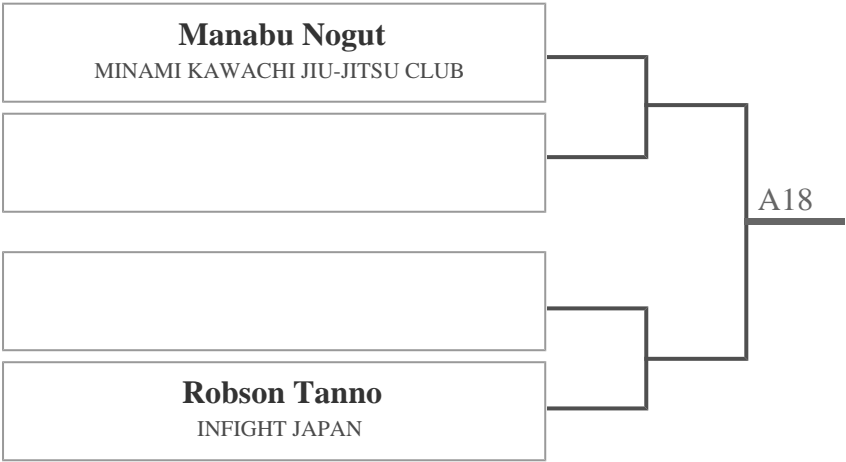 Manabu Nogut
MINAMI KAWACHI JIU-JITSU CLUB
A18
Robson Tanno
INFIGHT JAPAN